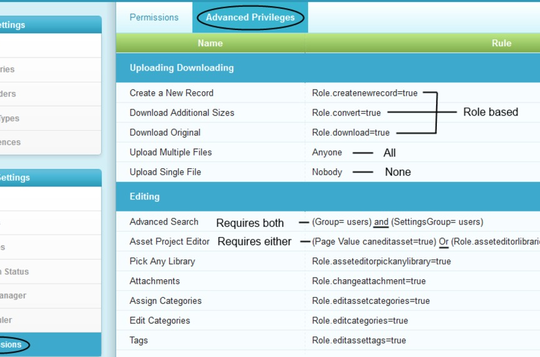 Permissions
Advanced Privileges
ettings
Name
Rule
Uploading Downloading
Create a New Record
Role.createnewrecord=true
ries
Download Additional Sizes
Role.convert=true
Role based
ders
Download Original
Role.download=true
Types
Upload Multiple Files
Anyone
All
ences
Upload Single File
Nobody
None
Settings
Editing
Advanced Search
Requires both
(Group= users) and (SettingsGroup= users)
s
Asset Project Editor
Requires either
(Page Value caneditasset=true) Or (Role.asseteditorlibrari
Pick Any Library
Role.asseteditorpickanylibrary=true
n Status
Attachments
Role.changeattachment=true
anager
Assign Categories
Role.editassetcategories=true
uler
Edit Categories
Role.editcategories=true
ssions
Tags
Role.editassettags=true